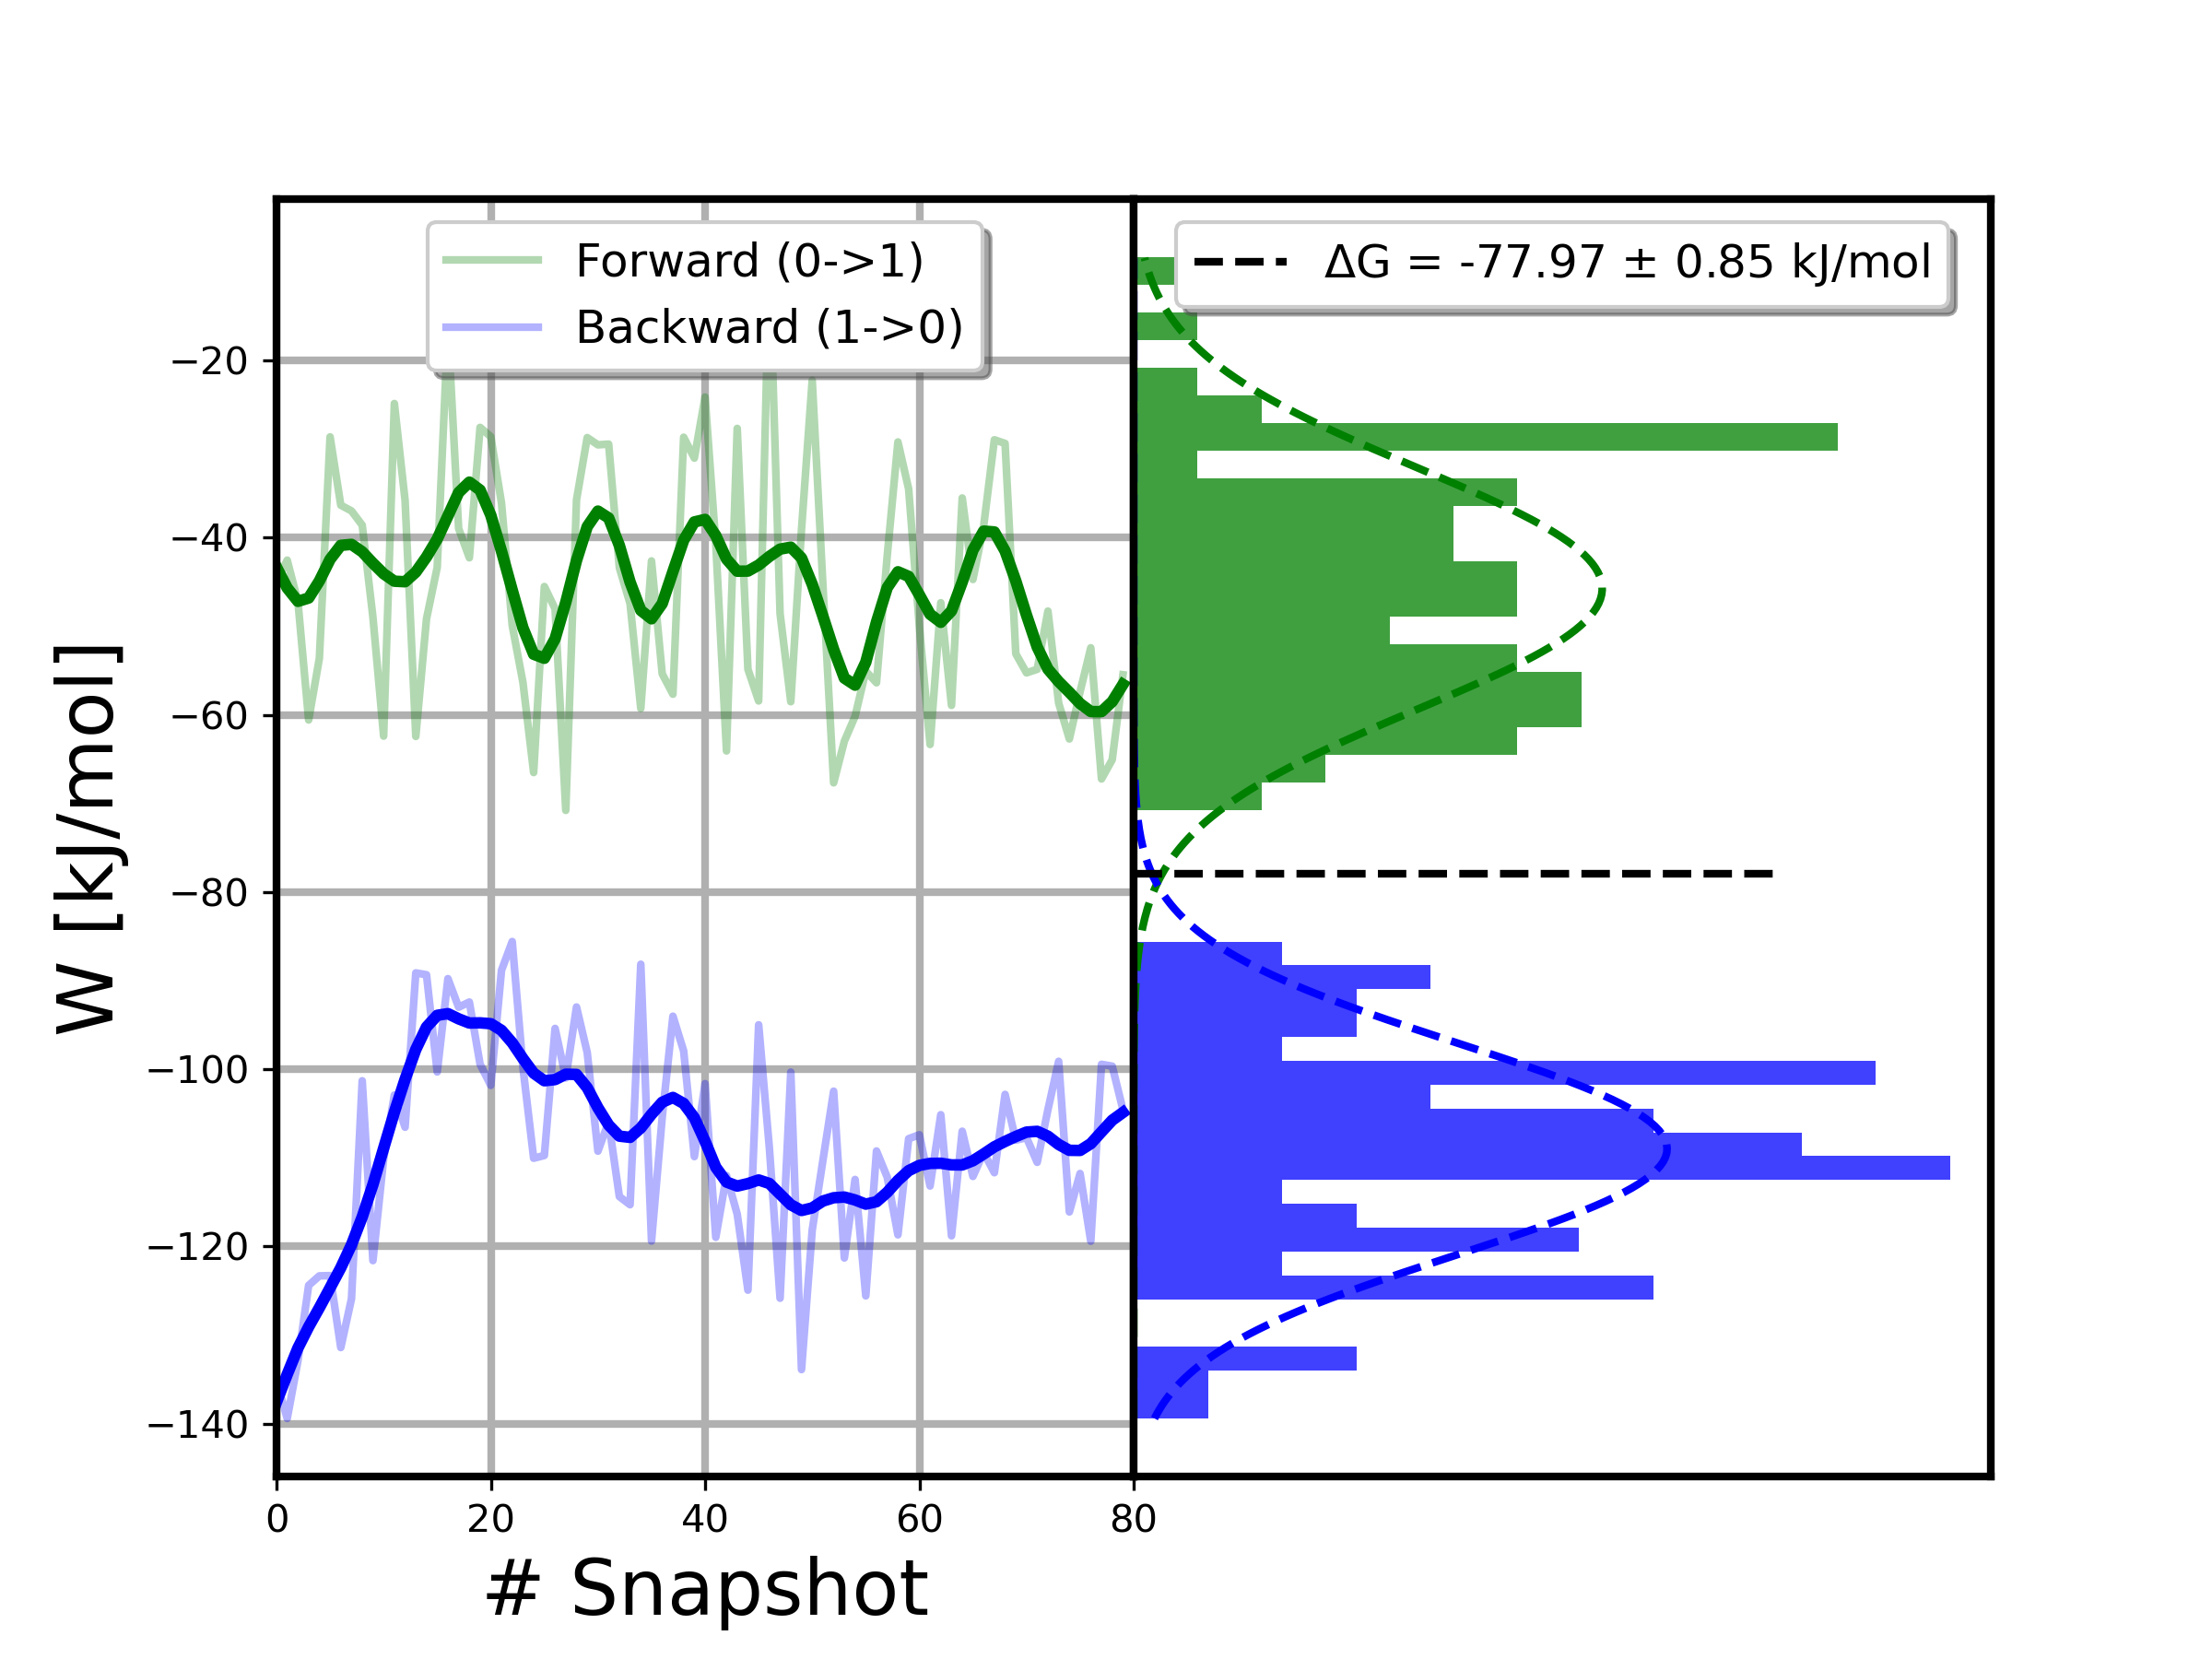 Forward (0->1)
Backward (1->0)
ΔG = -77.97 ± 0.85 kJ/mol
W [kJ/mol]
−20
−40
−60
−80
−100
−120
−140
0 20 40 60 80
# Snapshot